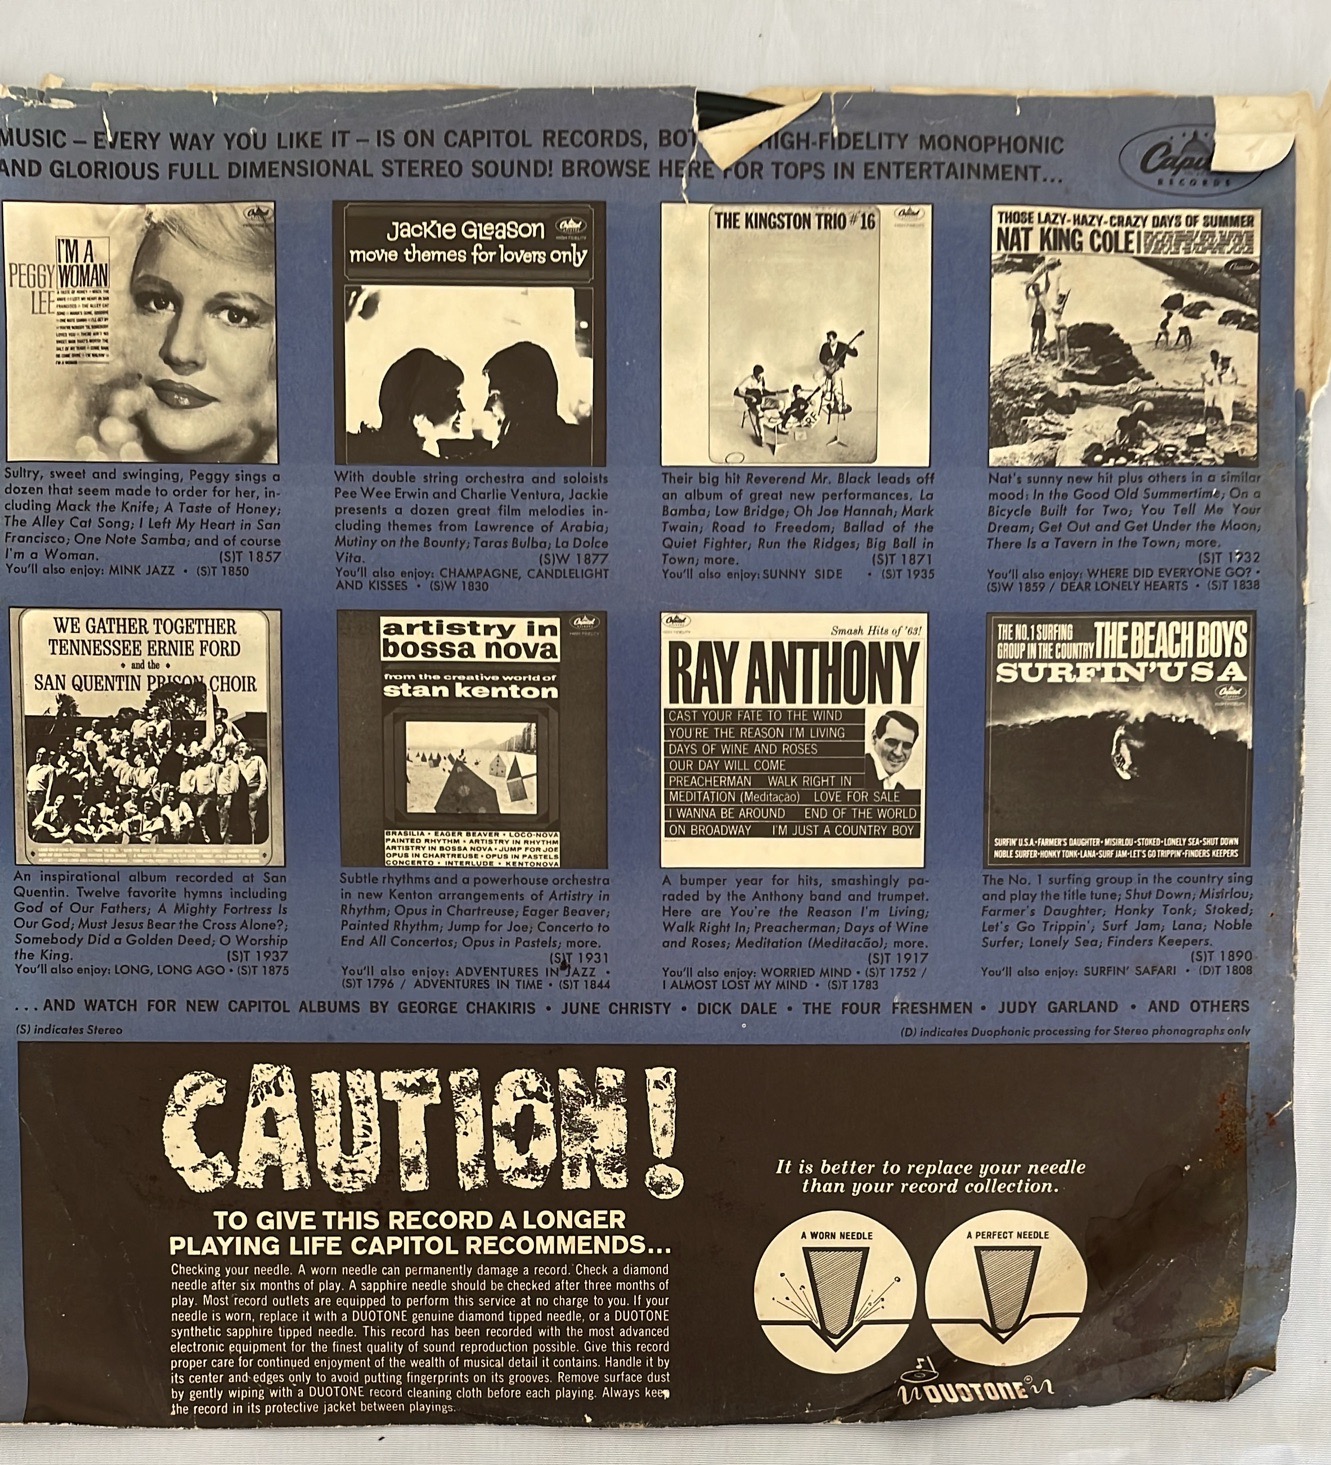 MUSIC – EVERY WAY YOU LIKE IT – IS ON CAPITOL RECORDS, BOT HIGH-FIDELITY MONOPHONIC
AND GLORIOUS FULL DIMENSIONAL STEREO SOUND! BROWSE HERE FOR TOPS IN ENTERTAINMENT...
Capi
RECORDS
I'M A
PEGGY WOMAN
LEE
Sultry, sweet and swinging, Peggy sings a
dozen that seem made to order for her, in-
cluding Mack the Knife; A Taste of Honey;
The Alley Cat Song; I Left My Heart in San
Francisco; One Note Samba; and of course
I'm a Woman. (S)T 1857
You'll also enjoy: MINK JAZZ • (S)T 1850
Jackie Gleason
movie themes for lovers only
With double string orchestra and soloists
Pee Wee Erwin and Charlie Ventura, Jackie
presents a dozen great film melodies in-
cluding themes from Lawrence of Arabia;
Mutiny on the Bounty; Taras Bulba; La Dolce
Vita. (S)W 1877
You'll also enjoy: CHAMPAGNE, CANDLELIGHT
AND KISSES • (S)W 1830
THE KINGSTON TRIO #16
Their big hit Reverend Mr. Black leads off
an album of great new performances. La
Bamba; Low Bridge; Oh Joe Hannah; Mark
Twain; Road to Freedom; Ballad of the
Quiet Fighter; Run the Ridges; Big Ball in
Town; more. (S)T 1871
You'll also enjoy: SUNNY SIDE • (S)T 1935
THOSE LAZY-HAZY-CRAZY DAYS OF SUMMER
NAT KING COLE
Nat's sunny new hit plus others in a similar
mood: In the Good Old Summertime; On a
Bicycle Built for Two; You Tell Me Your
Dream; Get Out and Get Under the Moon;
There Is a Tavern in the Town; more.
(S)T 1932
You'll also enjoy: WHERE DID EVERYONE GO? •
(S)W 1859 / DEAR LONELY HEARTS • (S)T 1838
WE GATHER TOGETHER
TENNESSEE ERNIE FORD
• and the •
SAN QUENTIN PRISON CHOIR
An inspirational album recorded at San
Quentin. Twelve favorite hymns including
God of Our Fathers; A Mighty Fortress Is
Our God; Must Jesus Bear the Cross Alone?;
Somebody Did a Golden Deed; O Worship
the King. (S)T 1937
You'll also enjoy: LONG, LONG AGO • (S)T 1875
artistry in
bossa nova
from the creative world of
stan kenton
BRASILIA • EAGER BEAVER • LOCO-NOVA
PAINTED RHYTHM • ARTISTRY IN RHYTHM
ARTISTRY IN BOSSA NOVA • JUMP FOR JOE
OPUS IN CHARTREUSE • OPUS IN PASTELS
CONCERTO • INTERLUDE • KENTONOVA
Subtle rhythms and a powerhouse orchestra
in new Kenton arrangements of Artistry in
Rhythm; Opus in Chartreuse; Eager Beaver;
Painted Rhythm; Jump for Joe; Concerto to
End All Concertos; Opus in Pastels; more.
(S)T 1931
You'll also enjoy: ADVENTURES IN JAZZ •
(S)T 1796 / ADVENTURES IN TIME • (S)T 1844
Smash Hits of '63!
RAY ANTHONY
CAST YOUR FATE TO THE WIND
YOU'RE THE REASON I'M LIVING
DAYS OF WINE AND ROSES
OUR DAY WILL COME
PREACHERMAN WALK RIGHT IN
MEDITATION (Meditação) LOVE FOR SALE
I WANNA BE AROUND END OF THE WORLD
ON BROADWAY I'M JUST A COUNTRY BOY
A bumper year for hits, smashingly pa-
raded by the Anthony band and trumpet.
Here are You're the Reason I'm Living;
Walk Right In; Preacherman; Days of Wine
and Roses; Meditation (Meditacão); more.
(S)T 1917
You'll also enjoy: WORRIED MIND • (S)T 1752 /
I ALMOST LOST MY MIND • (S)T 1783
THE NO. 1 SURFING
GROUP IN THE COUNTRY THE BEACH BOYS
SURFIN' USA
SURFIN' U.S.A. • FARMER'S DAUGHTER • MISIRLOU • STOKED • LONELY SEA • SHUT DOWN
NOBLE SURFER • HONKY TONK • LANA • SURF JAM • LET'S GO TRIPPIN' • FINDERS KEEPERS
The No. 1 surfing group in the country sing
and play the title tune; Shut Down; Misirlou;
Farmer's Daughter; Honky Tonk; Stoked;
Let's Go Trippin'; Surf Jam; Lana; Noble
Surfer; Lonely Sea; Finders Keepers.
(S)T 1890
You'll also enjoy: SURFIN' SAFARI • (D)T 1808
...AND WATCH FOR NEW CAPITOL ALBUMS BY GEORGE CHAKIRIS • JUNE CHRISTY • DICK DALE • THE FOUR FRESHMEN • JUDY GARLAND • AND OTHERS
(S) indicates Stereo
(D) indicates Duophonic processing for Stereo phonographs only
CAUTION!
TO GIVE THIS RECORD A LONGER
PLAYING LIFE CAPITOL RECOMMENDS...
Checking your needle. A worn needle can permanently damage a record. Check a diamond
needle after six months of play. A sapphire needle should be checked after three months of
play. Most record outlets are equipped to perform this service at no charge to you. If your
needle is worn, replace it with a DUOTONE genuine diamond tipped needle, or a DUOTONE
synthetic sapphire tipped needle. This record has been recorded with the most advanced
electronic equipment for the finest quality of sound reproduction possible. Give this record
proper care for continued enjoyment of the wealth of musical detail it contains. Handle it by
its center and edges only to avoid putting fingerprints on its grooves. Remove surface dust
by gently wiping with a DUOTONE record cleaning cloth before each playing. Always keep
the record in its protective jacket between playings.
It is better to replace your needle
than your record collection.
A WORN NEEDLE
A PERFECT NEEDLE
DUOTONE®